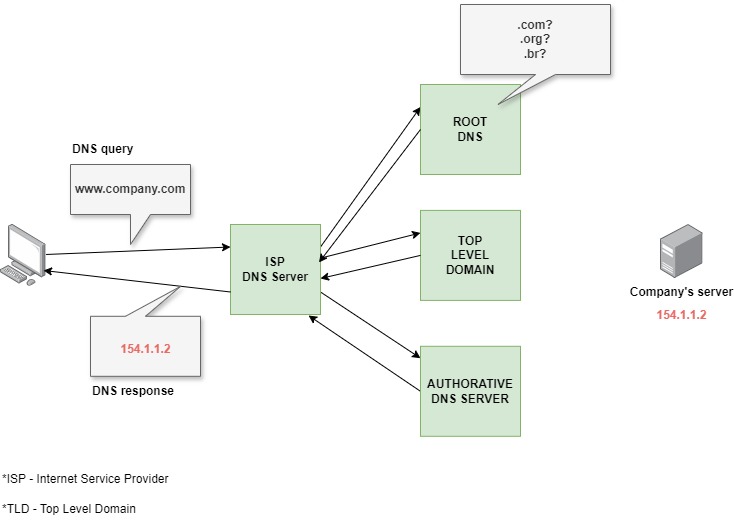 .com?
.org?
.br?
ROOT
DNS
DNS query
www.company.com
ISP
DNS Server
TOP
LEVEL
DOMAIN
Company's server
154.1.1.2
154.1.1.2
DNS response
AUTHORATIVE
DNS SERVER
*ISP - Internet Service Provider
*TLD - Top Level Domain